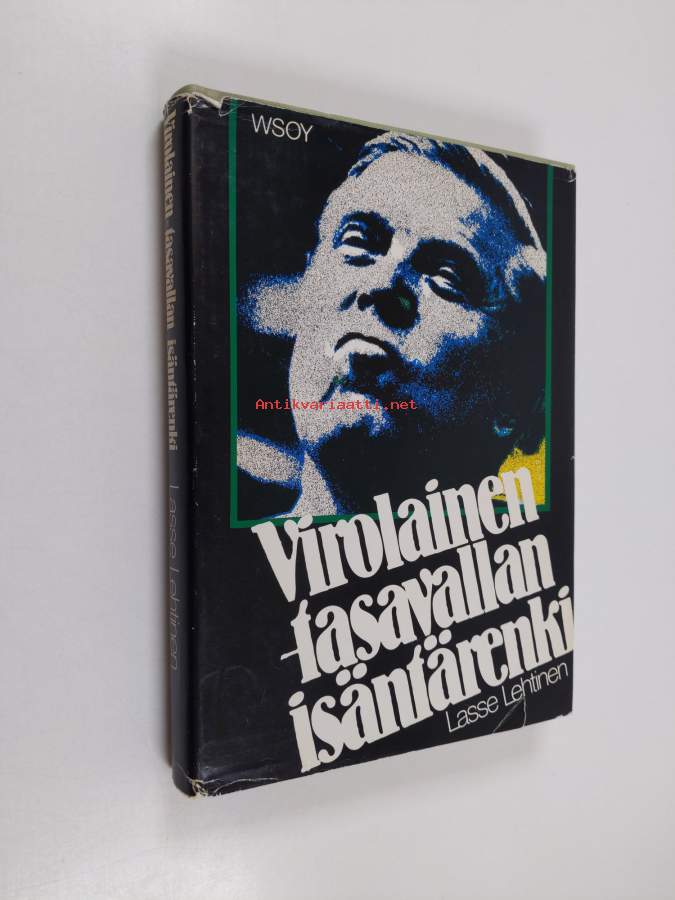 WSOY
Antikvariaatti.net
Virolainen
-tasavallan
isäntärenki
Lasse Lehtinen
Virolainen tasavallan isäntärenki Lasse Lehtinen